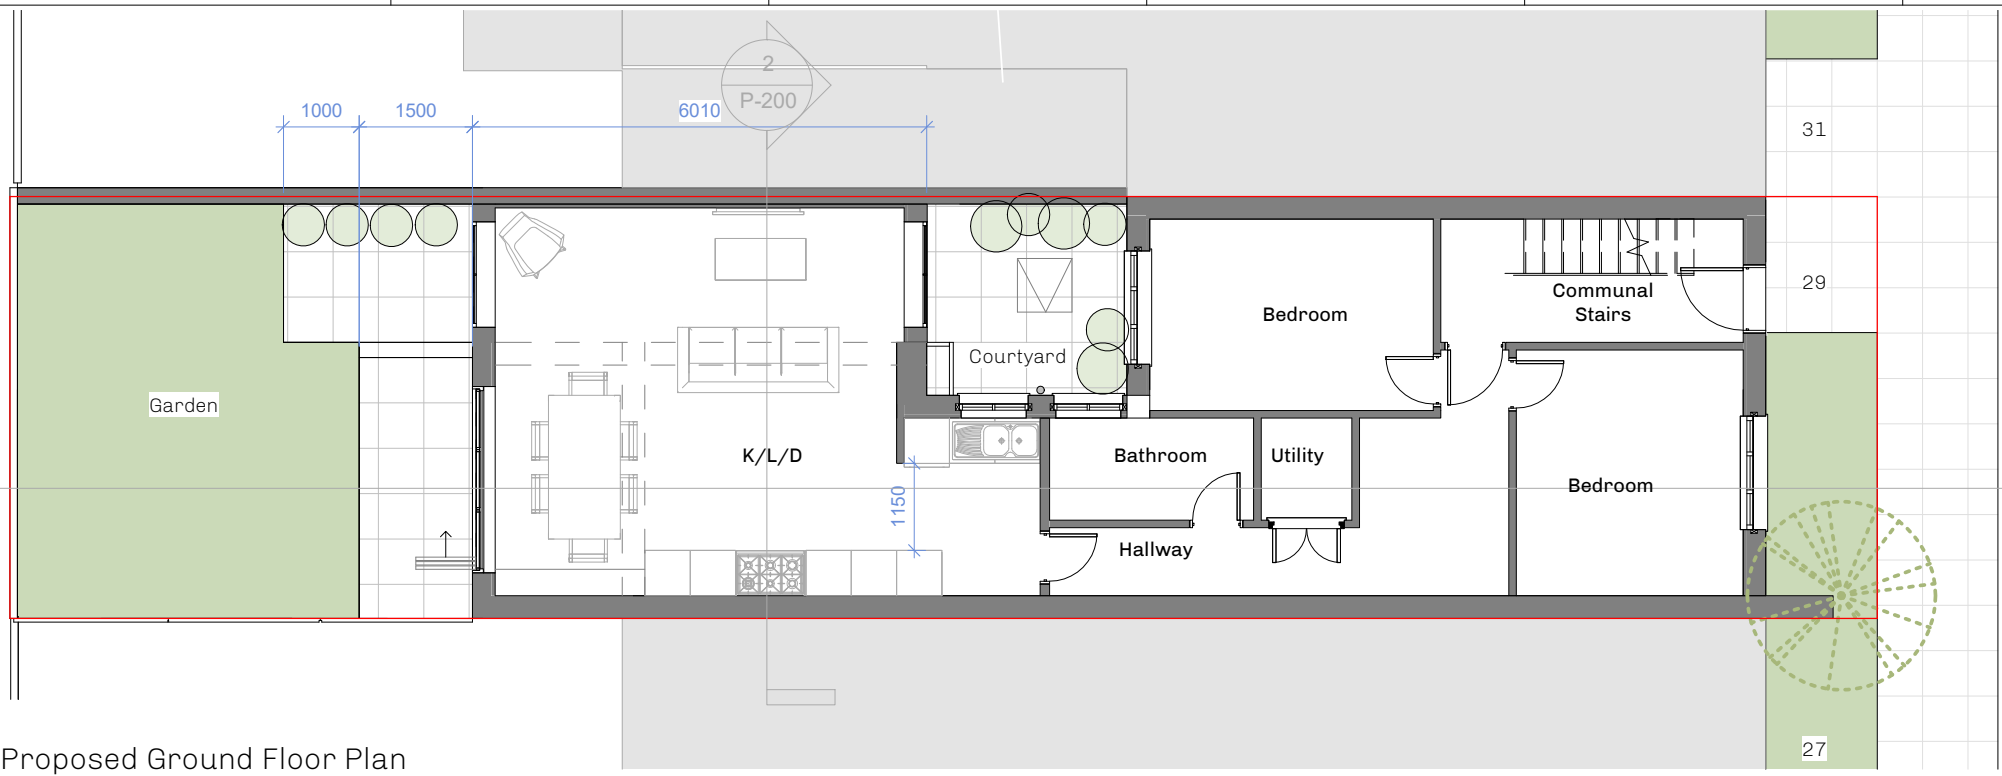 2
P-200
1000
1500
6010
31
29
Communal
Stairs
Bedroom
Courtyard
Garden
K/L/D
Bathroom
Utility
Bedroom
1150
Hallway
27
Proposed Ground Floor Plan